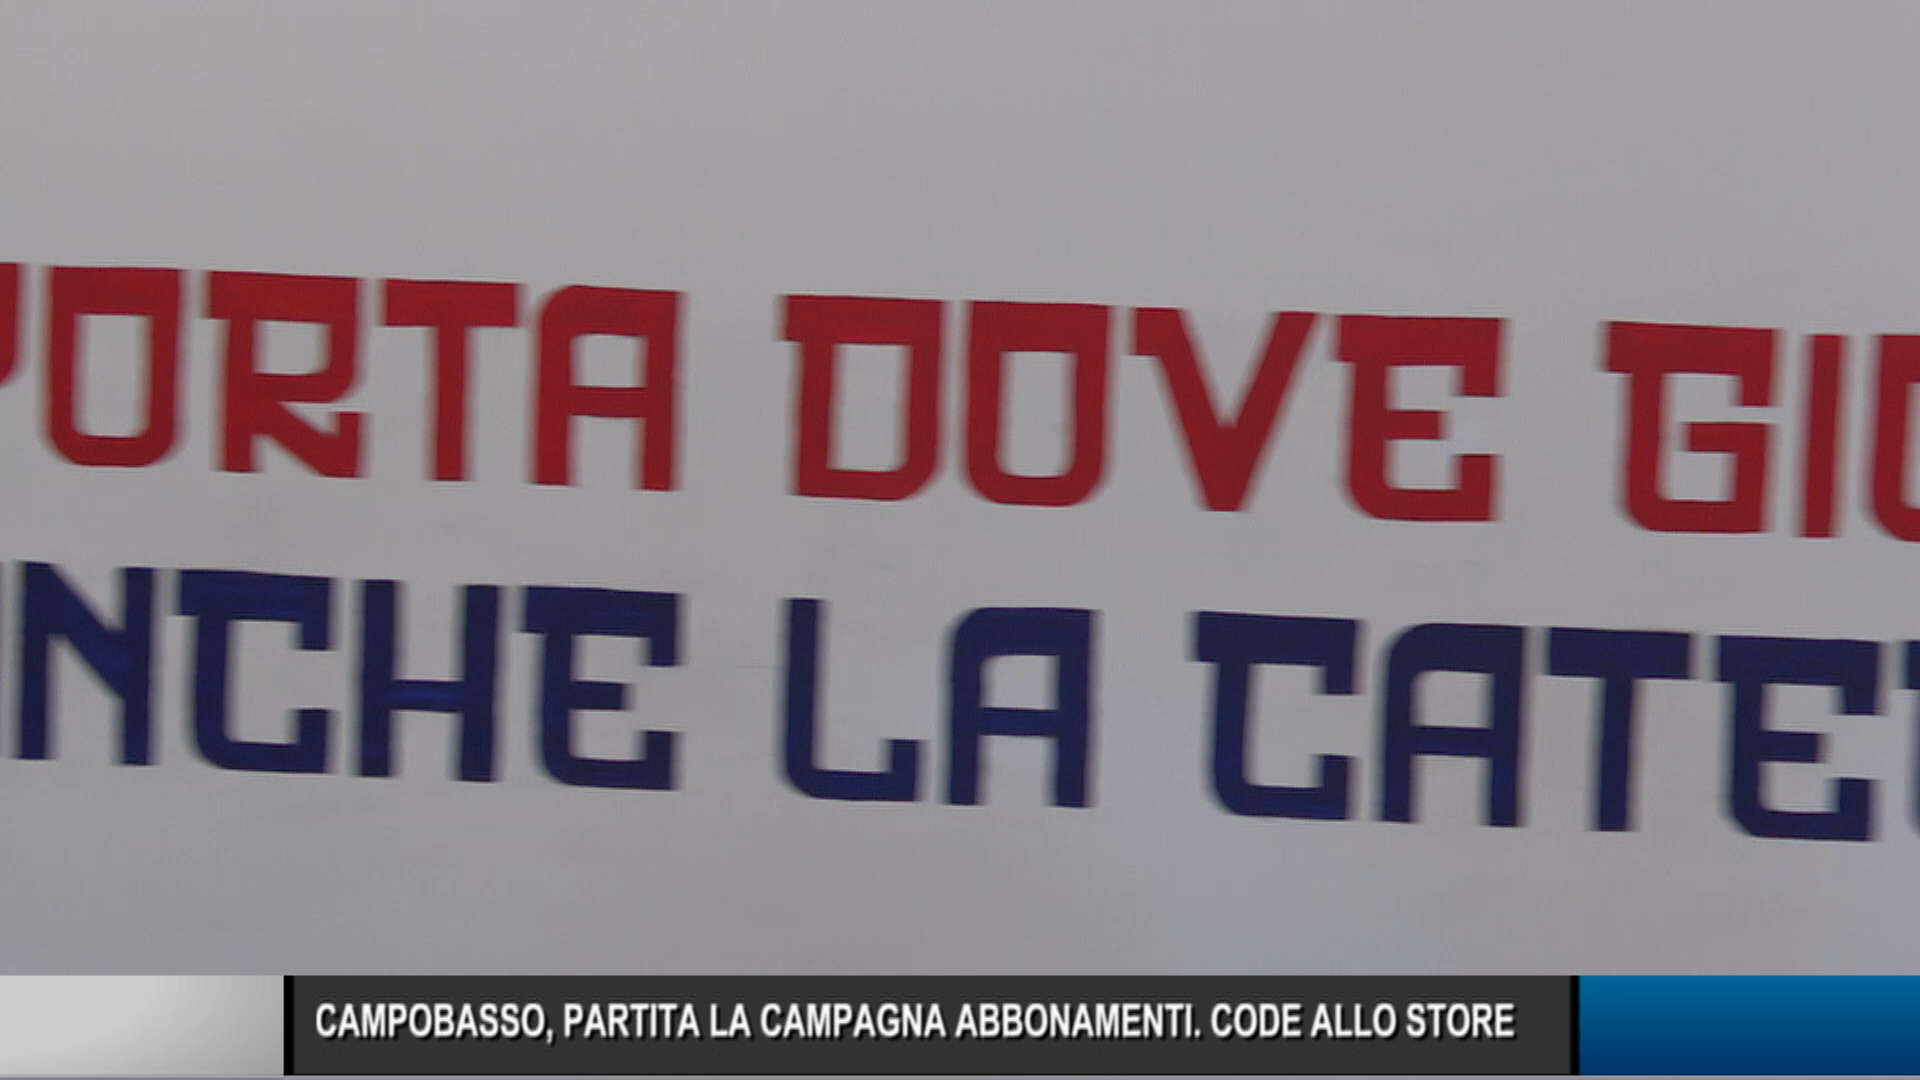 PORTA DOVE GIO
NCHE LA CATE
CAMPOBASSO, PARTITA LA CAMPAGNA ABBONAMENTI. CODE ALLO STORE